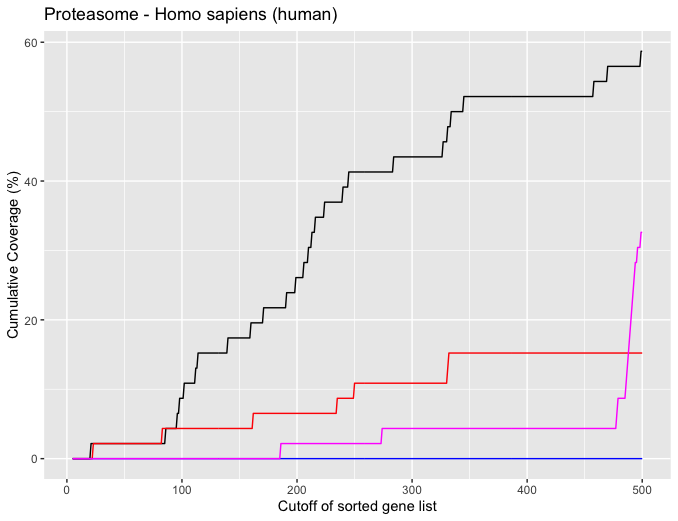 Proteasome - Homo sapiens (human)
Cumulative Coverage (%)
60
40
20
0
0 100 200 300 400 500
Cutoff of sorted gene list